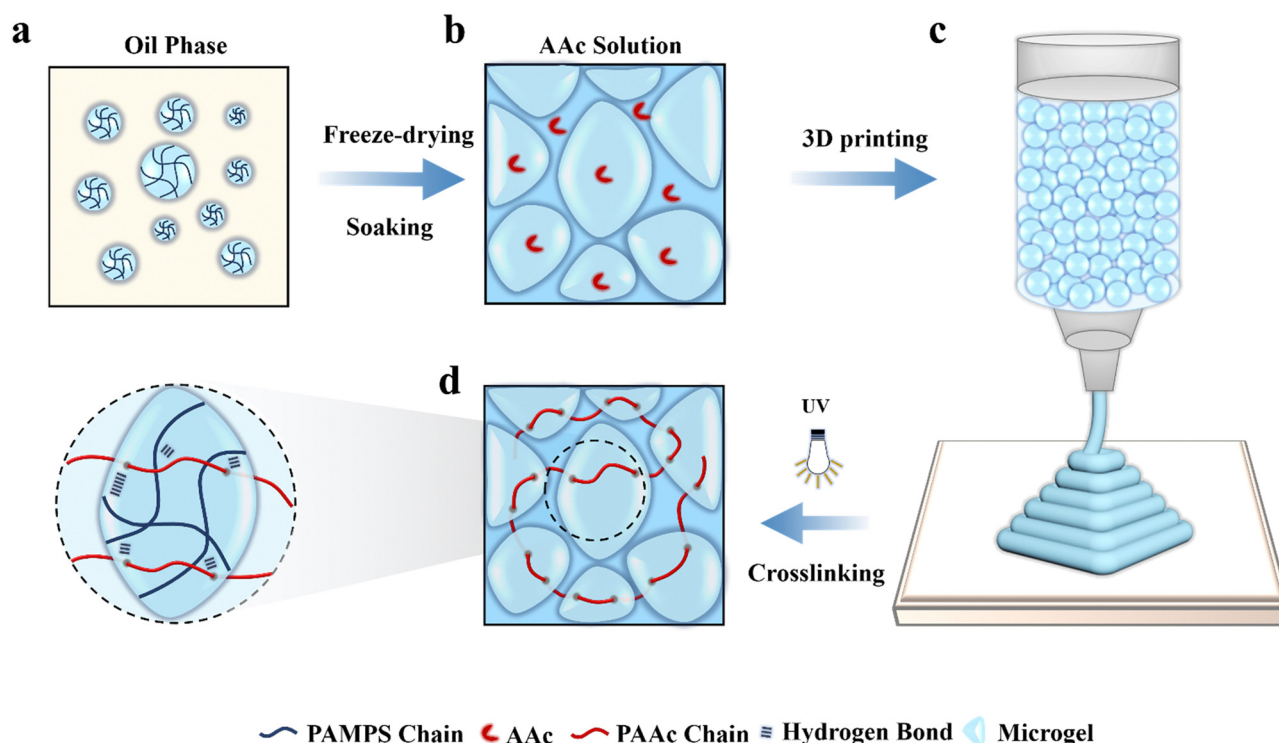 a
Oil Phase
Freeze-drying
Soaking
b
AAc Solution
3D printing
c
d
UV
Crosslinking
PAMPS Chain
AAc
PAAc Chain
Hydrogen Bond
Microgel